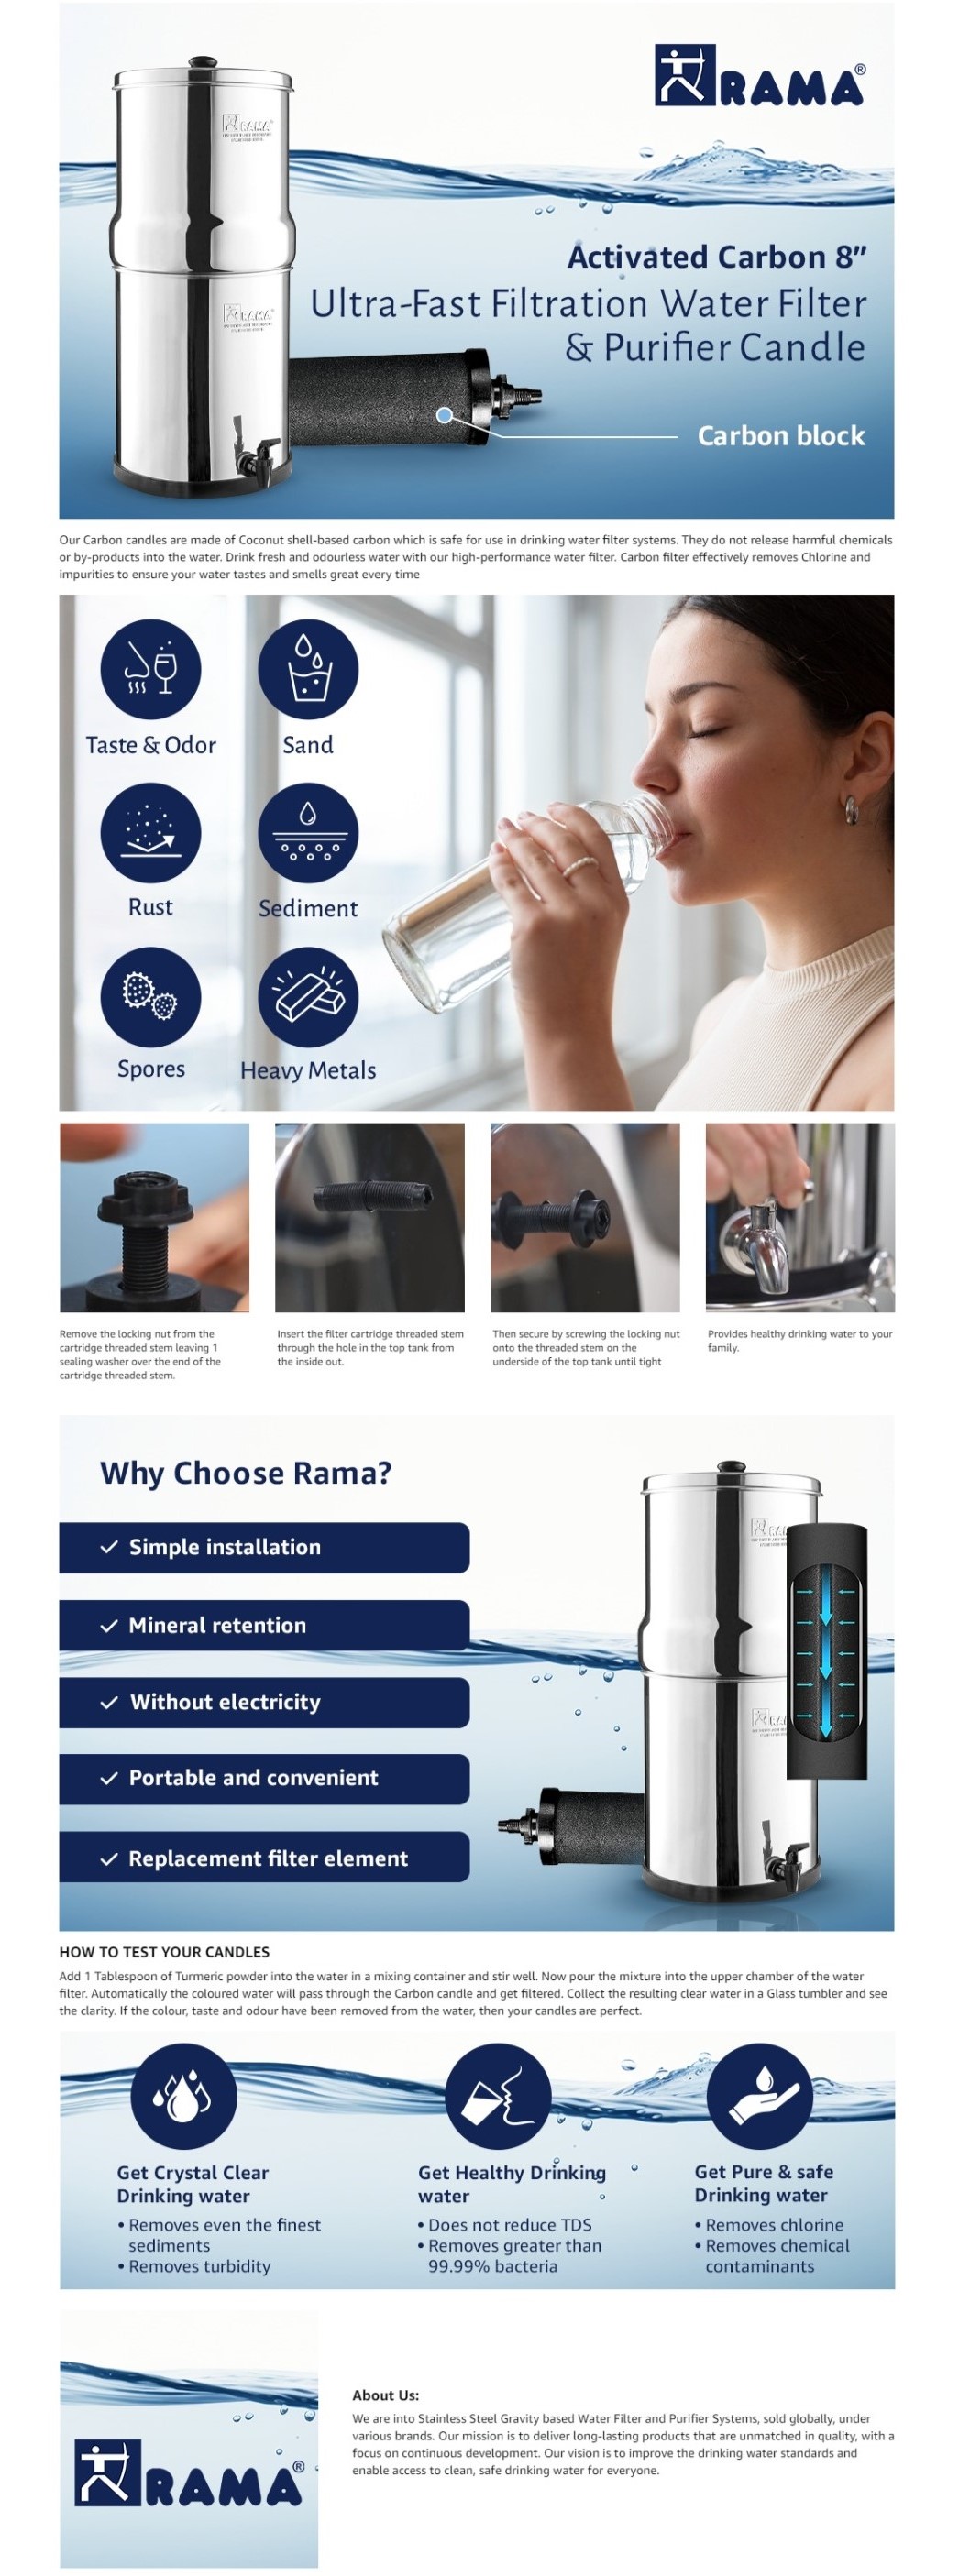 RAMA®
RAMA®
RAMA®
Activated Carbon 8”
Ultra-Fast Filtration Water Filter
& Purifier Candle
Carbon block
Our Carbon candles are made of Coconut shell-based carbon which is safe for use in drinking water filter systems. They do not release harmful chemicals
or by-products into the water. Drink fresh and odourless water with our high-performance water filter. Carbon filter effectively removes Chlorine and
impurities to ensure your water tastes and smells great every time
Taste & Odor
Sand
Rust
Sediment
Spores
Heavy Metals
Remove the locking nut from the
cartridge threaded stem leaving 1
sealing washer over the end of the
cartridge threaded stem.
Insert the filter cartridge threaded stem
through the hole in the top tank from
the inside out.
Then secure by screwing the locking nut
onto the threaded stem on the
underside of the top tank until tight
Provides healthy drinking water to your
family.
Why Choose Rama?
Simple installation
Mineral retention
Without electricity
Portable and convenient
Replacement filter element
HOW TO TEST YOUR CANDLES
Add 1 Tablespoon of Turmeric powder into the water in a mixing container and stir well. Now pour the mixture into the upper chamber of the water
filter. Automatically the coloured water will pass through the Carbon candle and get filtered. Collect the resulting clear water in a Glass tumbler and see
the clarity. If the colour, taste and odour have been removed from the water, then your candles are perfect.
Get Crystal Clear
Drinking water
• Removes even the finest
sediments
• Removes turbidity
Get Healthy Drinking
water
• Does not reduce TDS
• Removes greater than
99.99% bacteria
Get Pure & safe
Drinking water
• Removes chlorine
• Removes chemical
contaminants
RAMA®
About Us:
We are into Stainless Steel Gravity based Water Filter and Purifier Systems, sold globally, under
various brands. Our mission is to deliver long-lasting products that are unmatched in quality, with a
focus on continuous development. Our vision is to improve the drinking water standards and
enable access to clean, safe drinking water for everyone.